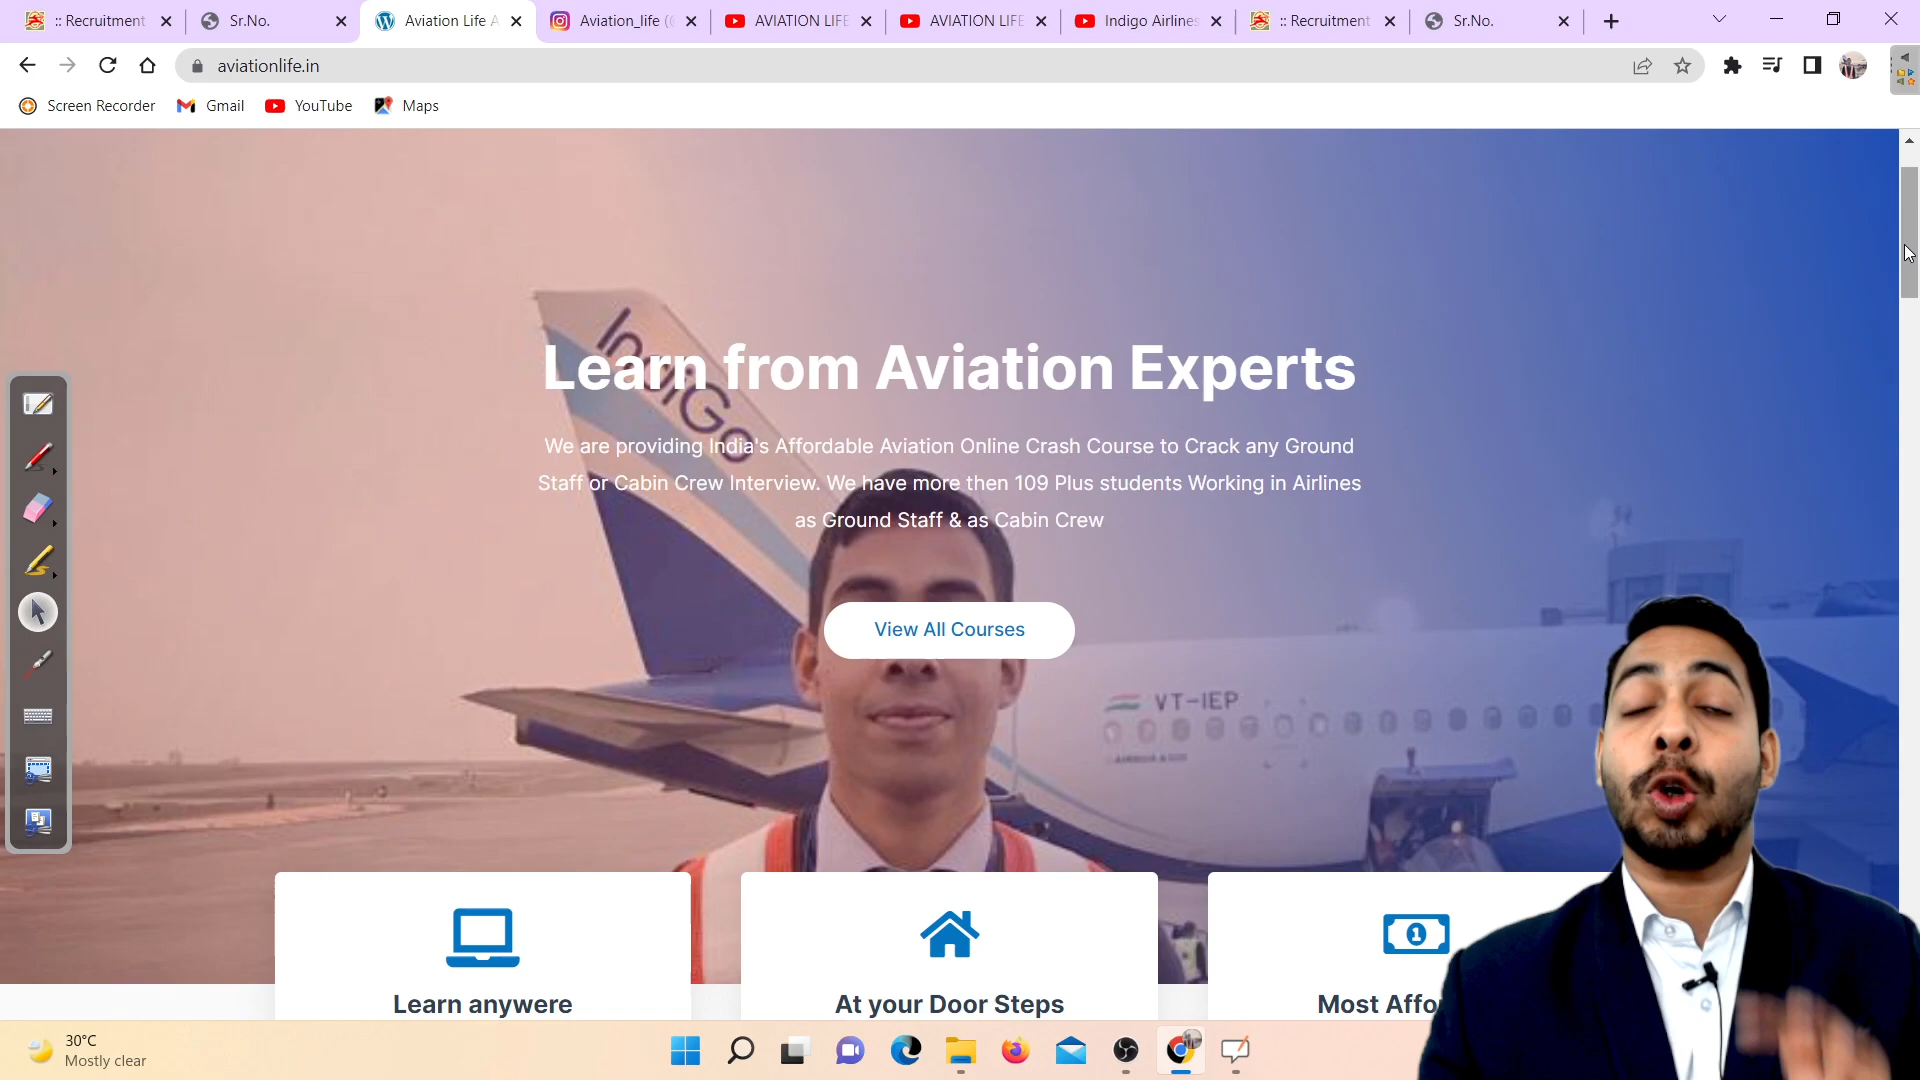 :: Recruitment
Sr.No.
Aviation Life A
Aviation_life (
AVIATION LIFE
AVIATION LIFE
Indigo Airlines
:: Recruitment
Sr.No.
aviationlife.in
Screen Recorder
Gmail
YouTube
Maps
IndiGo
Learn from Aviation Experts
We are providing India's Affordable Aviation Online Crash Course to Crack any Ground
Staff or Cabin Crew Interview. We have more then 109 Plus students Working in Airlines
as Ground Staff & as Cabin Crew
View All Courses
VT-IEP
1
Learn anywere
At your Door Steps
Most Affo
30°C
Mostly clear